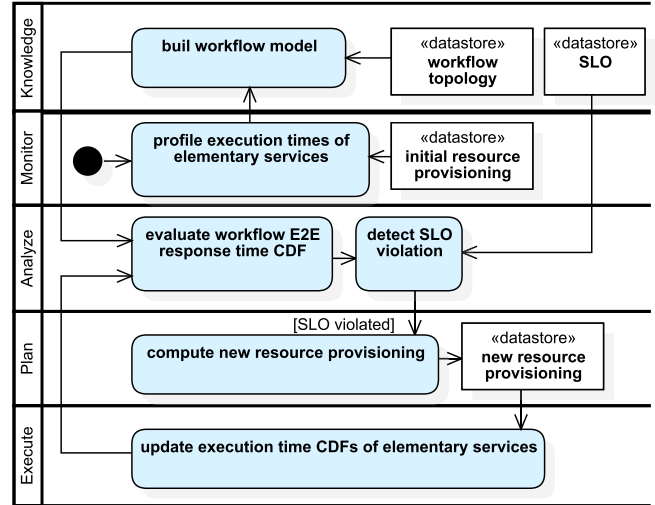 Knowledge
buil workflow model
«datastore»
workflow
topology
«datastore»
SLO
Monitor
profile execution times of
elementary services
«datastore»
initial resource
provisioning
Analyze
evaluate workflow E2E
response time CDF
detect SLO
violation
Plan
[SLO violated]
compute new resource provisioning
«datastore»
new resource
provisioning
Execute
update execution time CDFs of elementary services